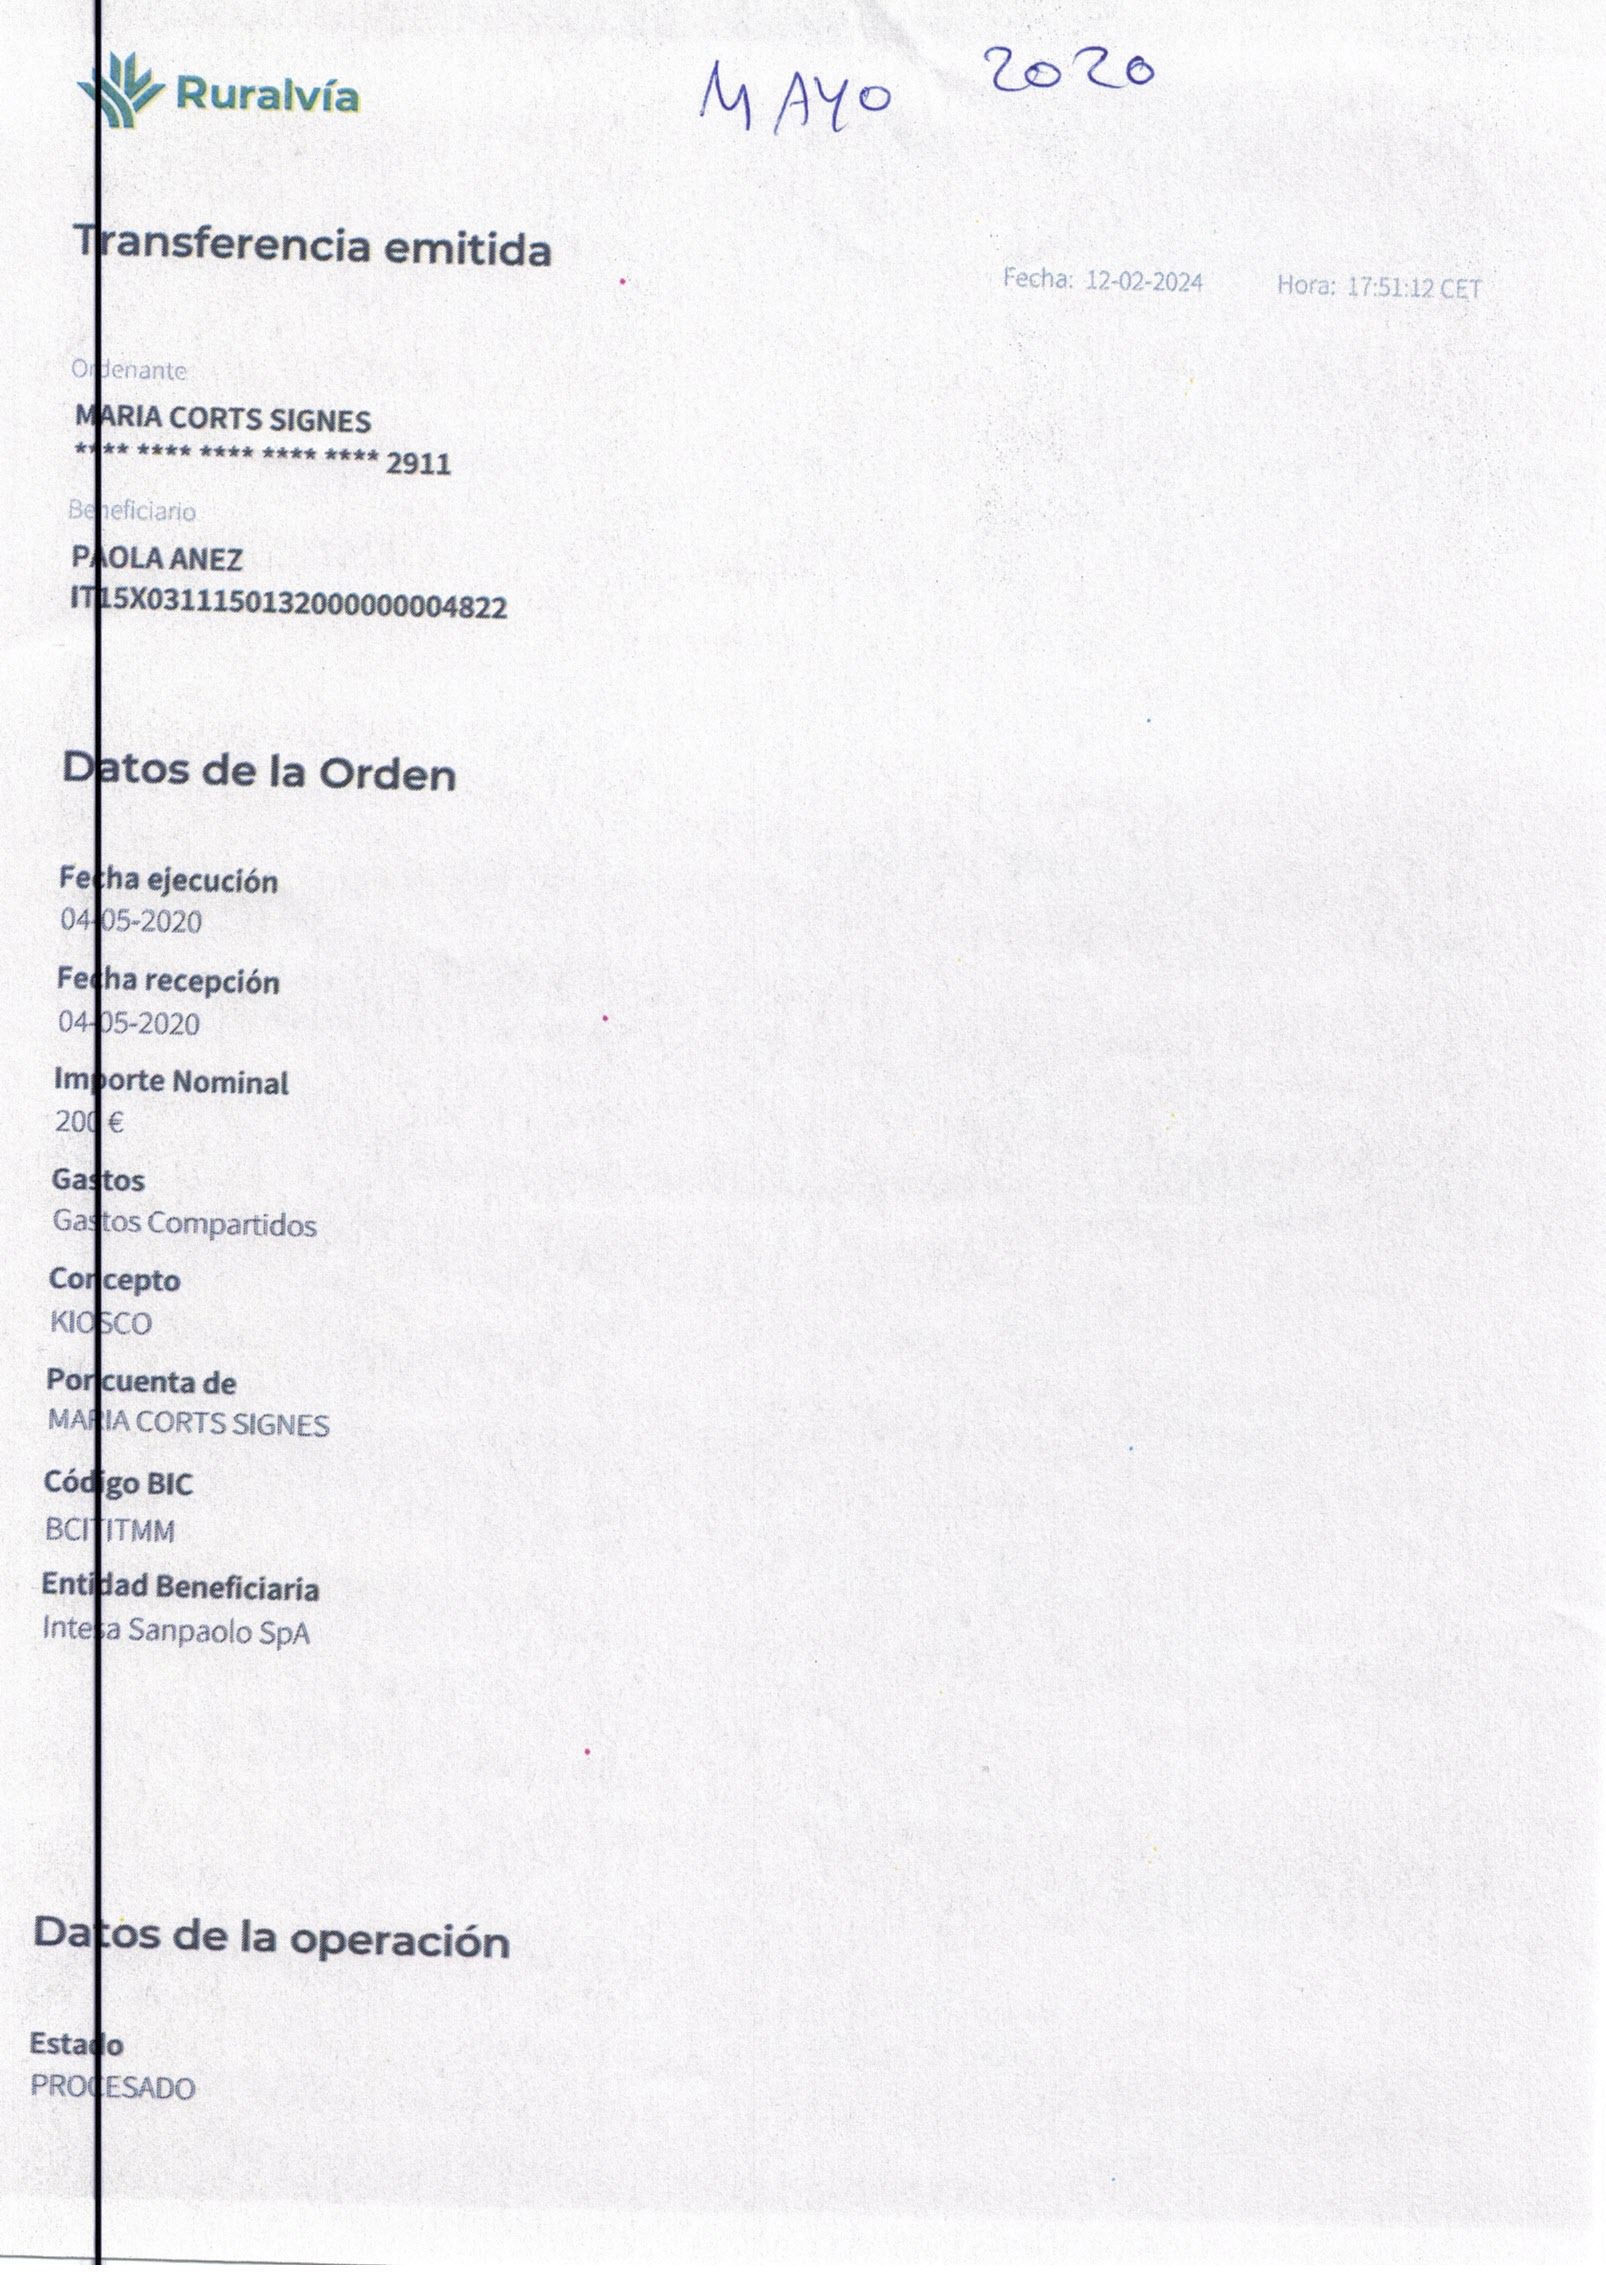 Ruralvía
MAYO 2020
Transferencia emitida
Fecha: 12-02-2024 Hora: 17:51:12 CET
Ordenante
MARIA CORTS SIGNES
**** **** **** **** **** 2911
Beneficiario
PAOLA ANEZ
IT15X0311150132000000004822
Datos de la Orden
Fecha ejecución
04-05-2020
Fecha recepción
04-05-2020
Importe Nominal
200 €
Gastos
Gastos Compartidos
Concepto
KIOSCO
Por cuenta de
MARIA CORTS SIGNES
Código BIC
BCITITMM
Entidad Beneficiaria
Intesa Sanpaolo SpA
Datos de la operación
Estado
PROCESADO